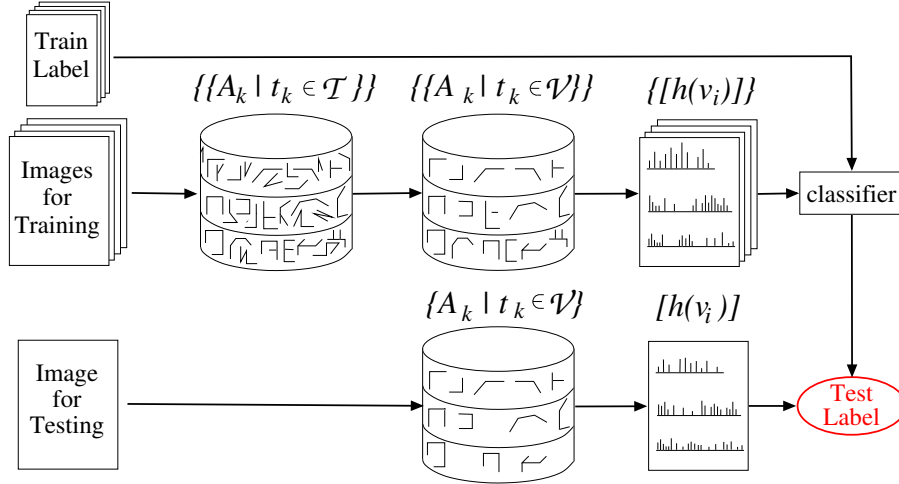 Train
Label
{{A_k | t_k ∈ 𝒯 }}
{{A_k | t_k ∈ 𝒱}}
{[h(v_i)]}
Images
for
Training
classifier
{A_k | t_k ∈ 𝒱}
[h(v_i)]
Image
for
Testing
Test
Label